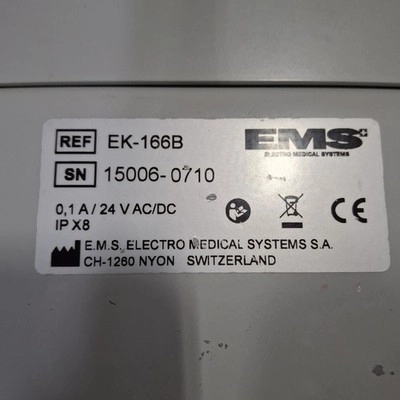 REF EK-166B
EMS+
ELECTRO MEDICAL SYSTEMS
SN 15006-0710
0,1 A / 24 V AC/DC
IP X8
CE
E.M.S. ELECTRO MEDICAL SYSTEMS S.A.
CH-1260 NYON SWITZERLAND